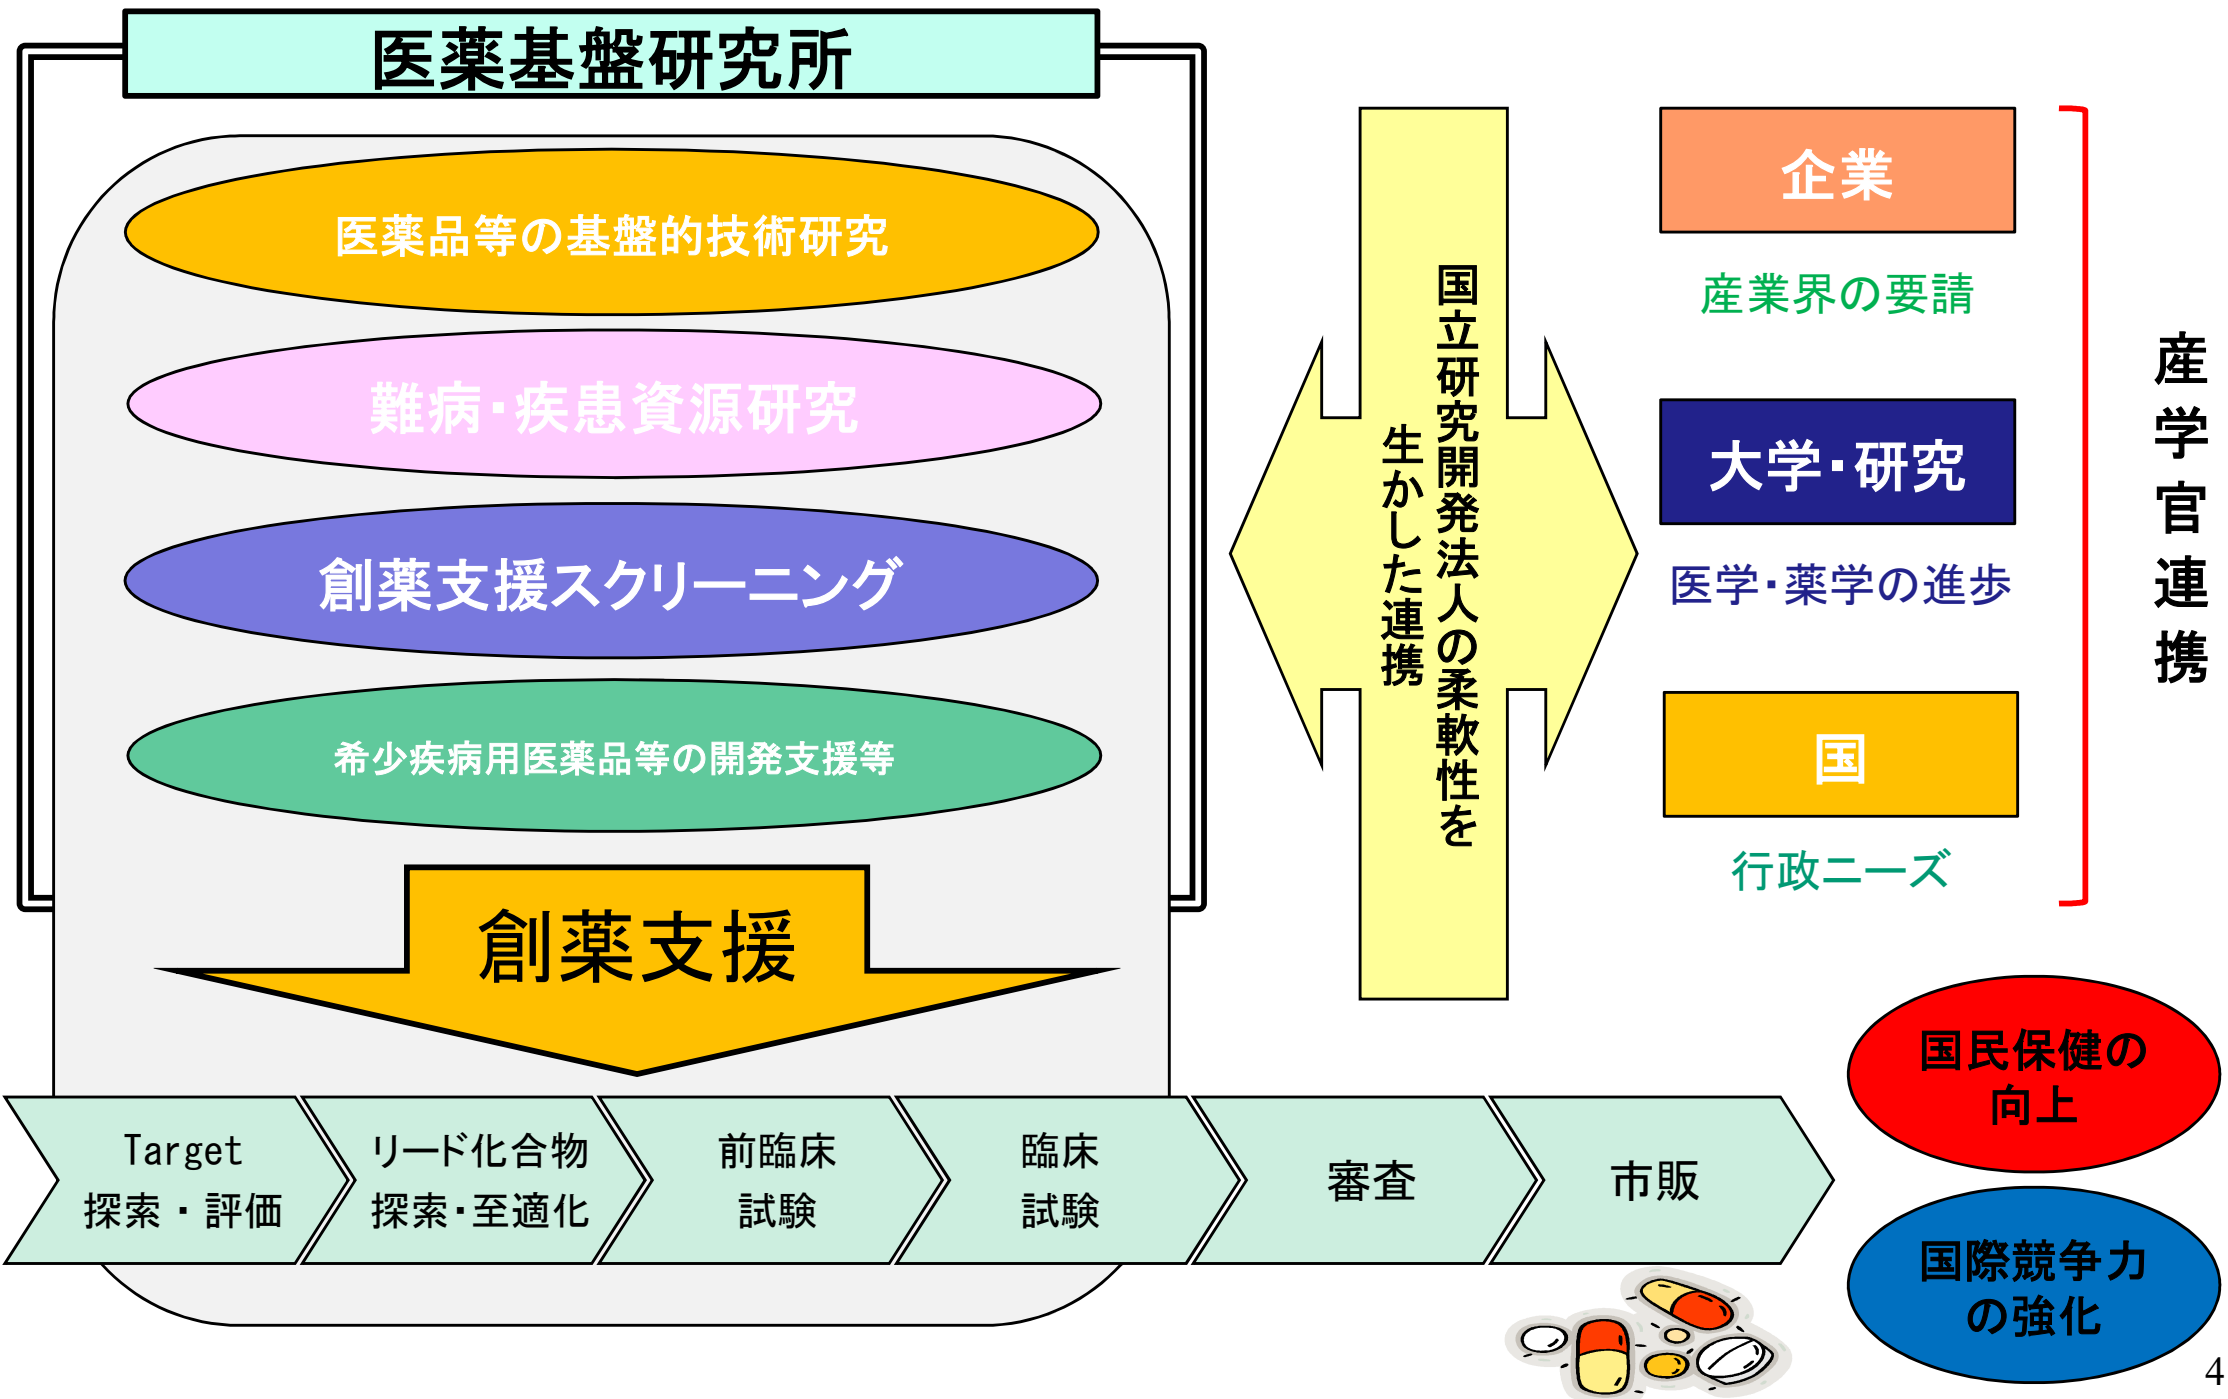 医薬基盤研究所
医薬品等の基盤的技術研究
難病・疾患資源研究
創薬支援スクリーニング
希少疾病用医薬品等の開発支援等
創薬支援
国立研究開発法人の柔軟性を
生かした連携
企業
産業界の要請
大学・研究
医学・薬学の進歩
国
行政ニーズ
産学官連携
Target
探索・評価
リード化合物
探索・至適化
前臨床
試験
臨床
試験
審査
市販
国民保健の
向上
国際競争力
の強化
4